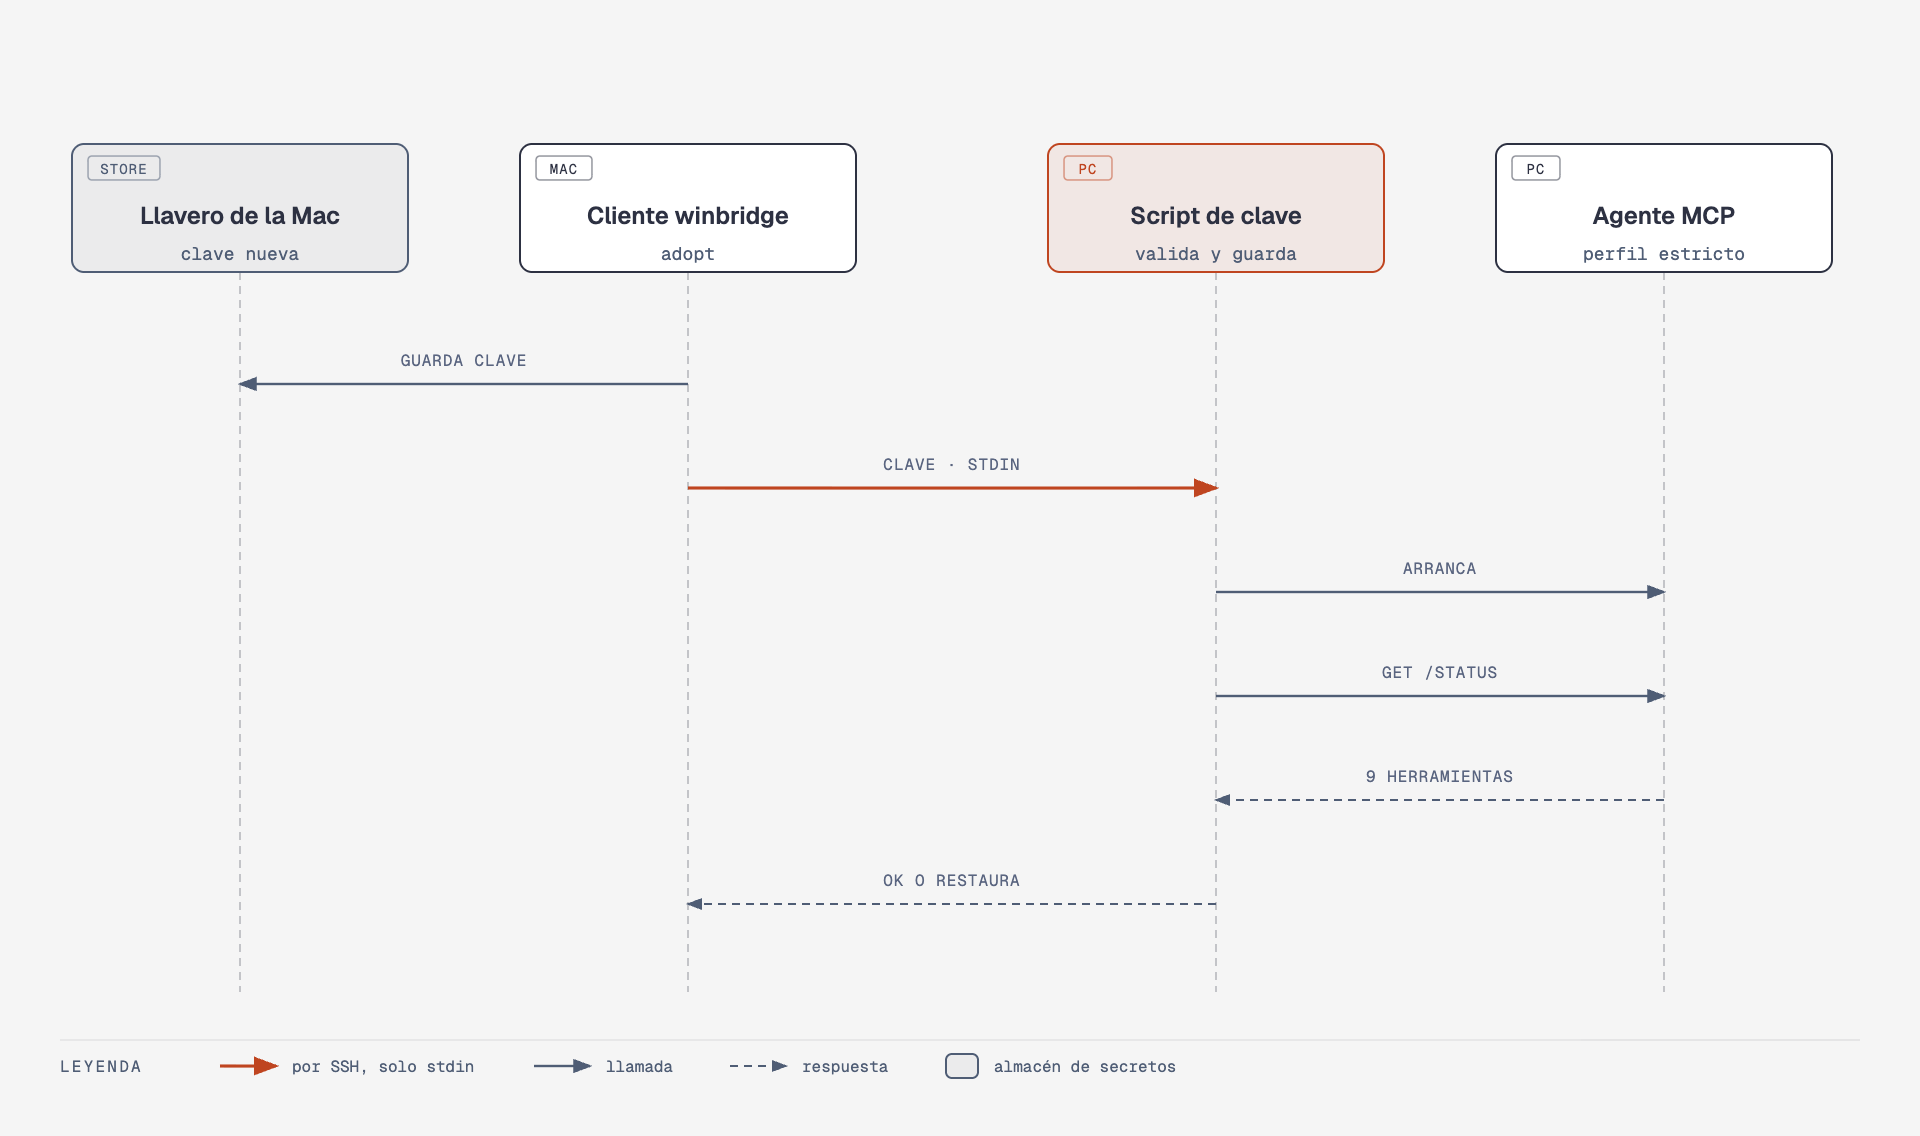 STORE
Llavero de la Mac
clave nueva
MAC
Cliente winbridge
adopt
PC
Script de clave
valida y guarda
PC
Agente MCP
perfil estricto
GUARDA CLAVE
CLAVE · STDIN
ARRANCA
GET /STATUS
9 HERRAMIENTAS
OK O RESTAURA
LEYENDA
por SSH, solo stdin
llamada
respuesta
almacén de secretos